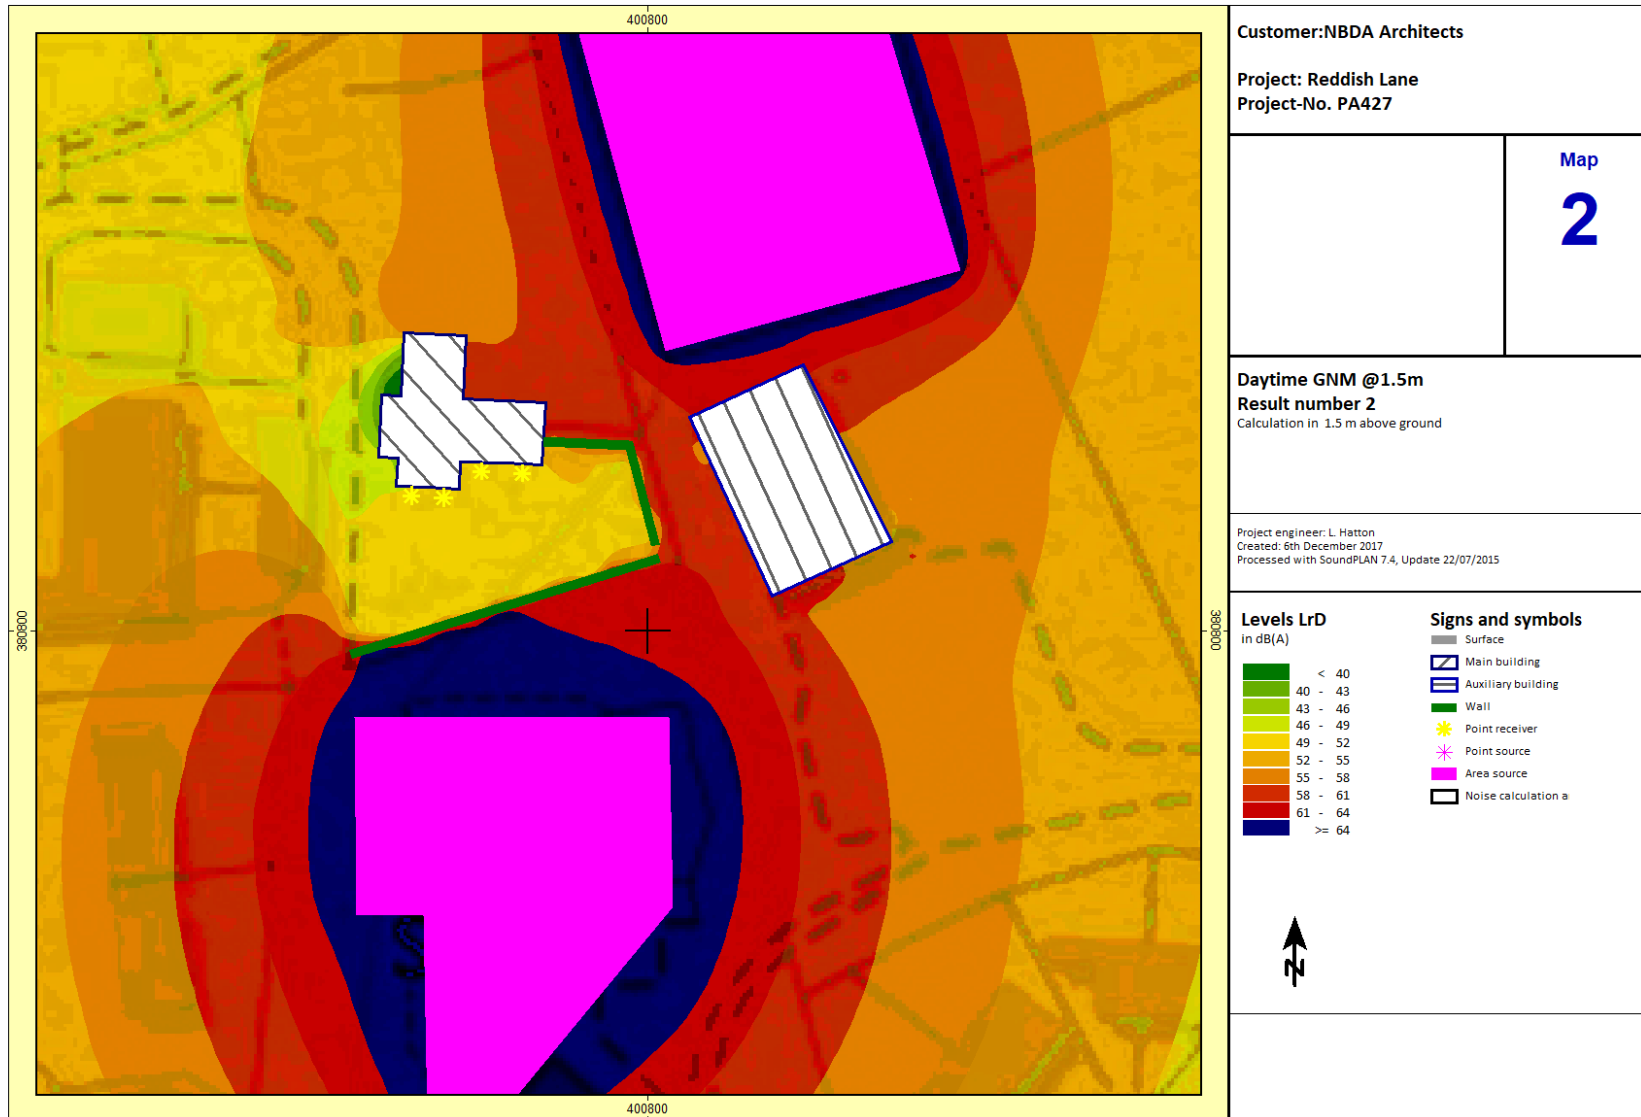 400800
Customer:NBDA Architects
Project: Reddish Lane
Project-No. PA427
Map
2
Daytime GNM @1.5m
Result number 2
Calculation in 1.5 m above ground
Project engineer: L. Hatton
Created: 6th December 2017
Processed with SoundPLAN 7.4, Update 22/07/2015
380800
380800
Levels LrD
in dB(A)
< 40
40 - 43
43 - 46
46 - 49
49 - 52
52 - 55
55 - 58
58 - 61
61 - 64
>= 64
Signs and symbols
Surface
Main building
Auxiliary building
Wall
Point receiver
Point source
Area source
Noise calculation a
N
400800